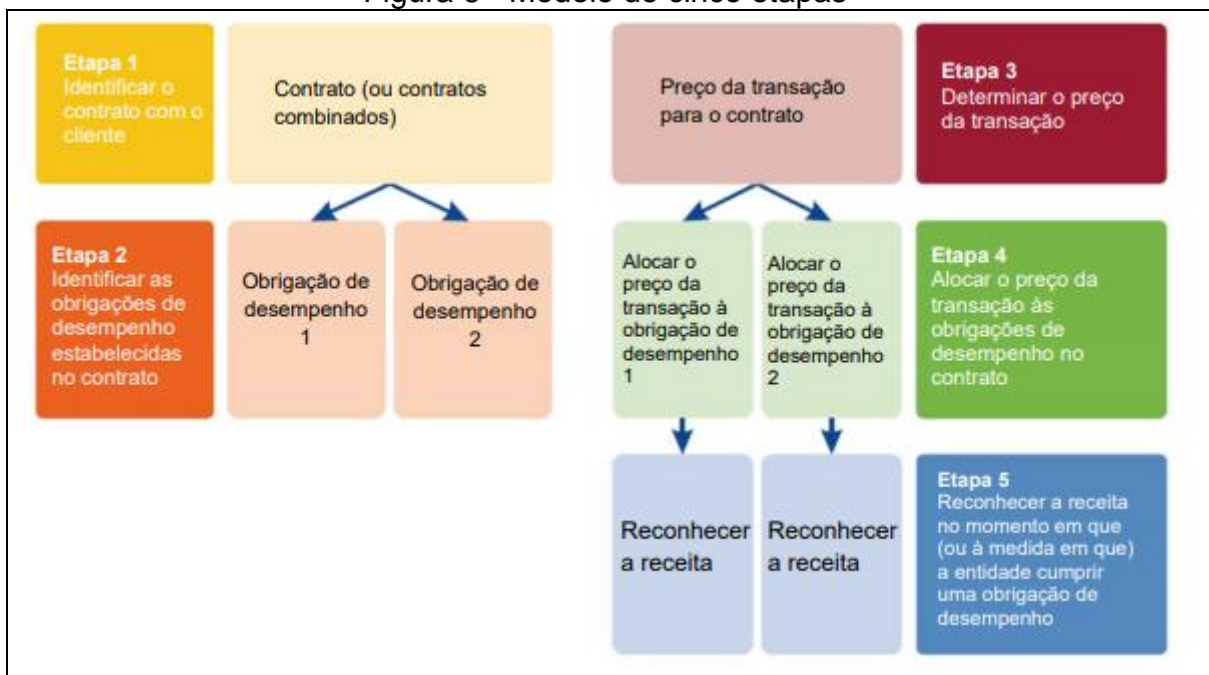 Figura 3 - Modelo de cinco etapas
Etapa 1
Identificar o
contrato com o
cliente
Contrato (ou contratos
combinados)
Preço da transação
para o contrato
Etapa 3
Determinar o preço
da transação
Etapa 2
Identificar as
obrigações de
desempenho
estabelecidas
no contrato
Obrigação de
desempenho
1
Obrigação de
desempenho
2
Alocar o
preço da
transação à
obrigação de
desempenho
1
Alocar o
preço da
transação à
obrigação de
desempenho
2
Etapa 4
Alocar o preço da
transação às
obrigações de
desempenho no
contrato
Reconhecer
a receita
Reconhecer
a receita
Etapa 5
Reconhecer a receita
no momento em que
(ou à medida em que)
a entidade cumprir
uma obrigação de
desempenho